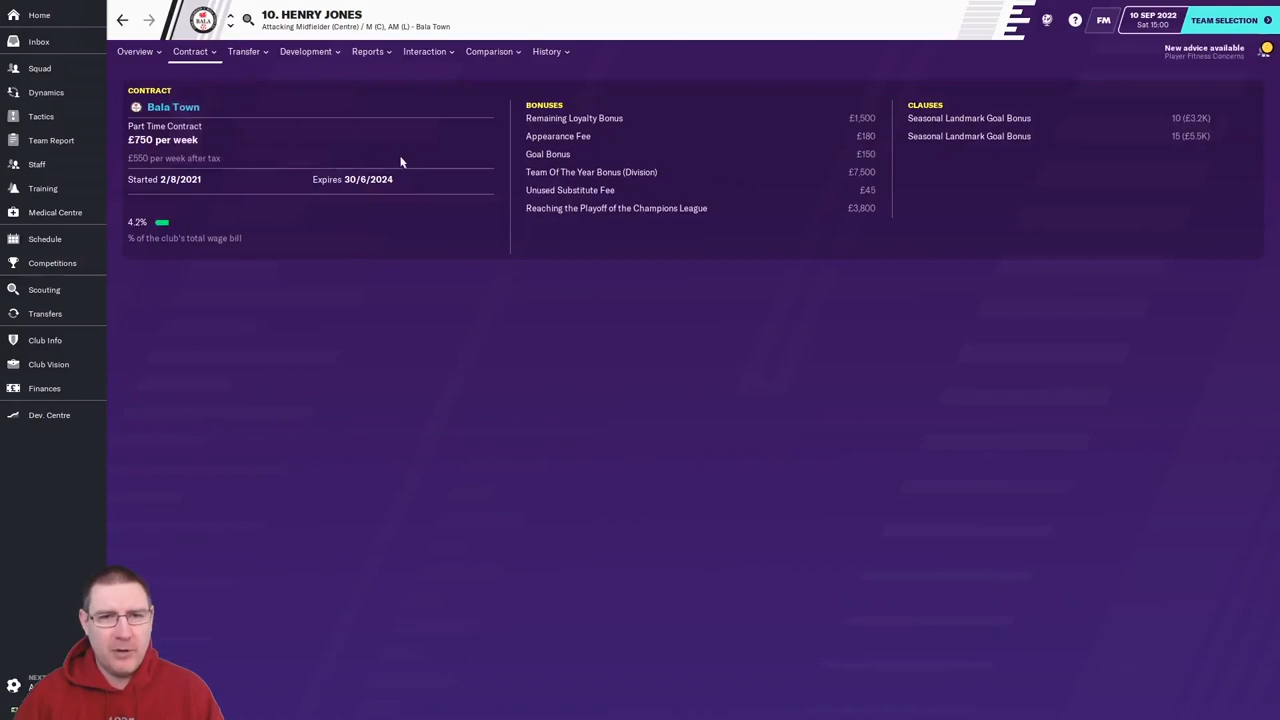 10. HENRY JONES
Attacking Midfielder (Centre) / M (C), AM (L) - Bala Town
FM
10 SEP 2022
Sat 15:00
TEAM SELECTION
Home
Inbox
Squad
Dynamics
Tactics
Team Report
Staff
Training
Medical Centre
Schedule
Competitions
Scouting
Transfers
Club Info
Club Vision
Finances
Dev. Centre
Overview
Contract
Transfer
Development
Reports
Interaction
Comparison
History
New advice available
Player Fitness Concerns
CONTRACT
Bala Town
Part Time Contract
£750 per week
£550 per week after tax
Started 2/8/2021 Expires 30/6/2024
4.2%
% of the club's total wage bill
BONUSES
Remaining Loyalty Bonus £1,500
Appearance Fee £180
Goal Bonus £150
Team Of The Year Bonus (Division) £7,500
Unused Substitute Fee £45
Reaching the Playoff of the Champions League £3,800
CLAUSES
Seasonal Landmark Goal Bonus 10 (£3.2K)
Seasonal Landmark Goal Bonus 15 (£5.5K)